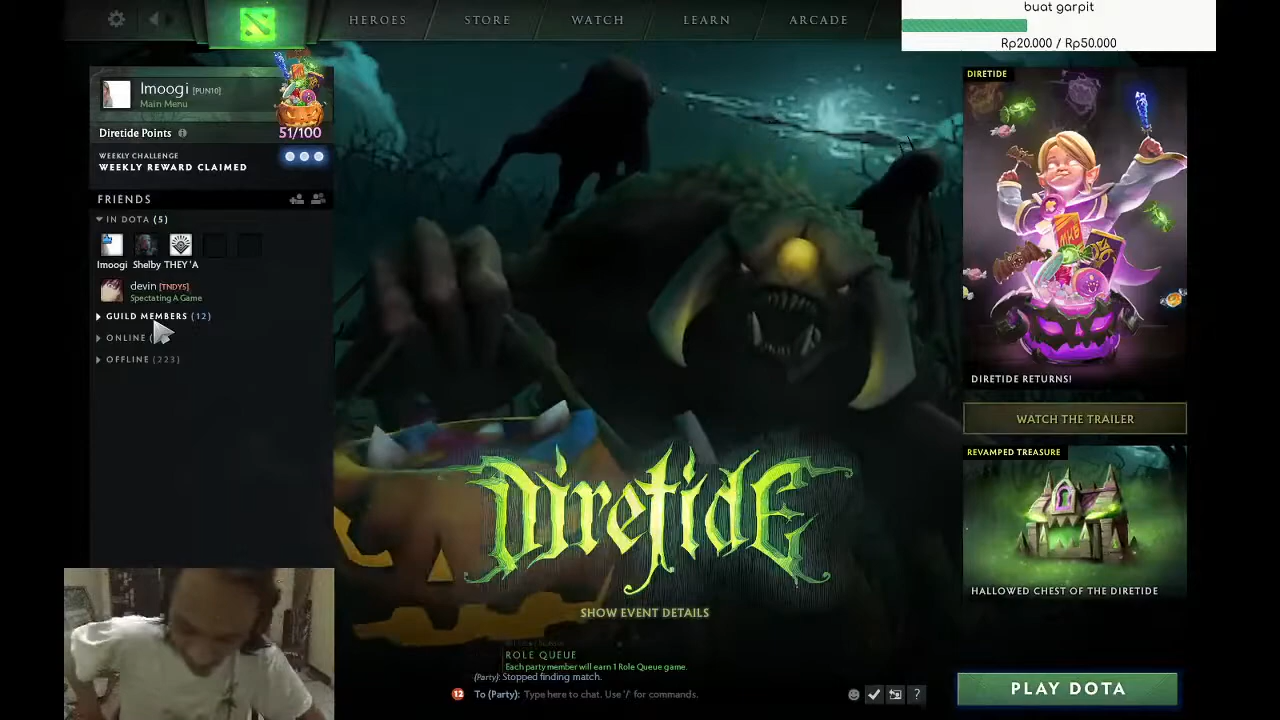 HEROES
STORE
WATCH
LEARN
ARCADE
buat garpit
Rp20.000 / Rp50.000
Imoogi [PUN10]
Main Menu
Diretide Points
51/100
WEEKLY CHALLENGE
WEEKLY REWARD CLAIMED
FRIENDS
IN DOTA (5)
Imoogi
Shelby
THEY'A
devin [TNDYS]
Spectating A Game
GUILD MEMBERS (12)
ONLINE
OFFLINE (223)
DIRETIDE
MKB
DIRETIDE RETURNS!
WATCH THE TRAILER
REVAMPED TREASURE
HALLOWED CHEST OF THE DIRETIDE
Diretide
SHOW EVENT DETAILS
ROLE QUEUE
Each party member will earn 1 Role Queue game.
(Party): Stopped finding match.
12
To (Party): Type here to chat. Use '/' for commands.
?
PLAY DOTA